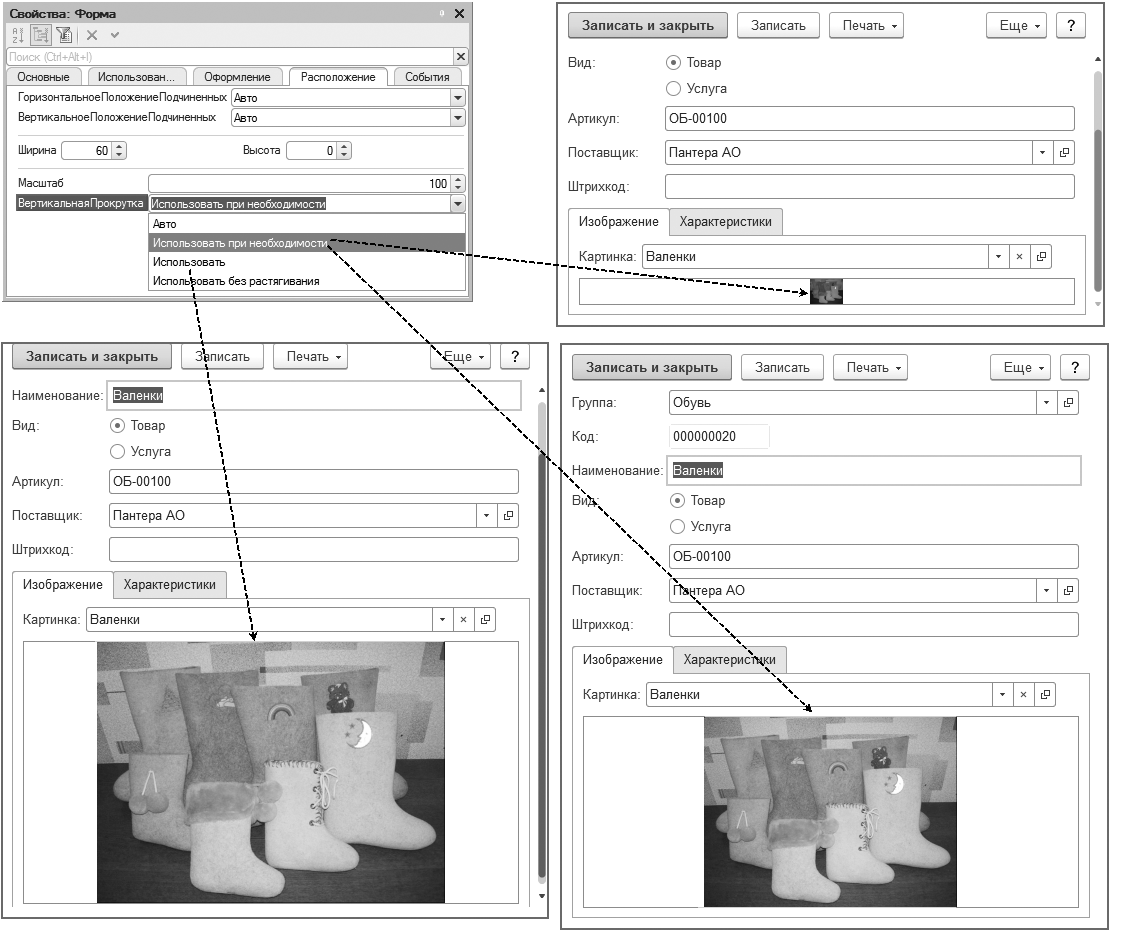 Свойства: Форма
Поиск (Ctrl+Alt+I)
Основные
Использован...
Оформление
Расположение
События
ГоризонтальноеПоложениеПодчиненных
Авто
ВертикальноеПоложениеПодчиненных
Авто
Ширина 60
Высота 0
Масштаб 100
ВертикальнаяПрокрутка
Использовать при необходимости
Авто
Использовать при необходимости
Использовать
Использовать без растягивания
Записать и закрыть
Записать
Печать
Еще
?
Вид:
Товар
Услуга
Артикул:
ОБ-00100
Поставщик:
Пантера АО
Штрихкод:
Изображение
Характеристики
Картинка:
Валенки
Записать и закрыть
Записать
Печать
Еще
?
Наименование:
Валенки
Вид:
Товар
Услуга
Артикул:
ОБ-00100
Поставщик:
Пантера АО
Штрихкод:
Изображение
Характеристики
Картинка:
Валенки
Записать и закрыть
Записать
Печать
Еще
?
Группа:
Обувь
Код:
000000020
Наименование:
Валенки
Вид:
Товар
Услуга
Артикул:
ОБ-00100
Поставщик:
Пантера АО
Штрихкод:
Изображение
Характеристики
Картинка:
Валенки